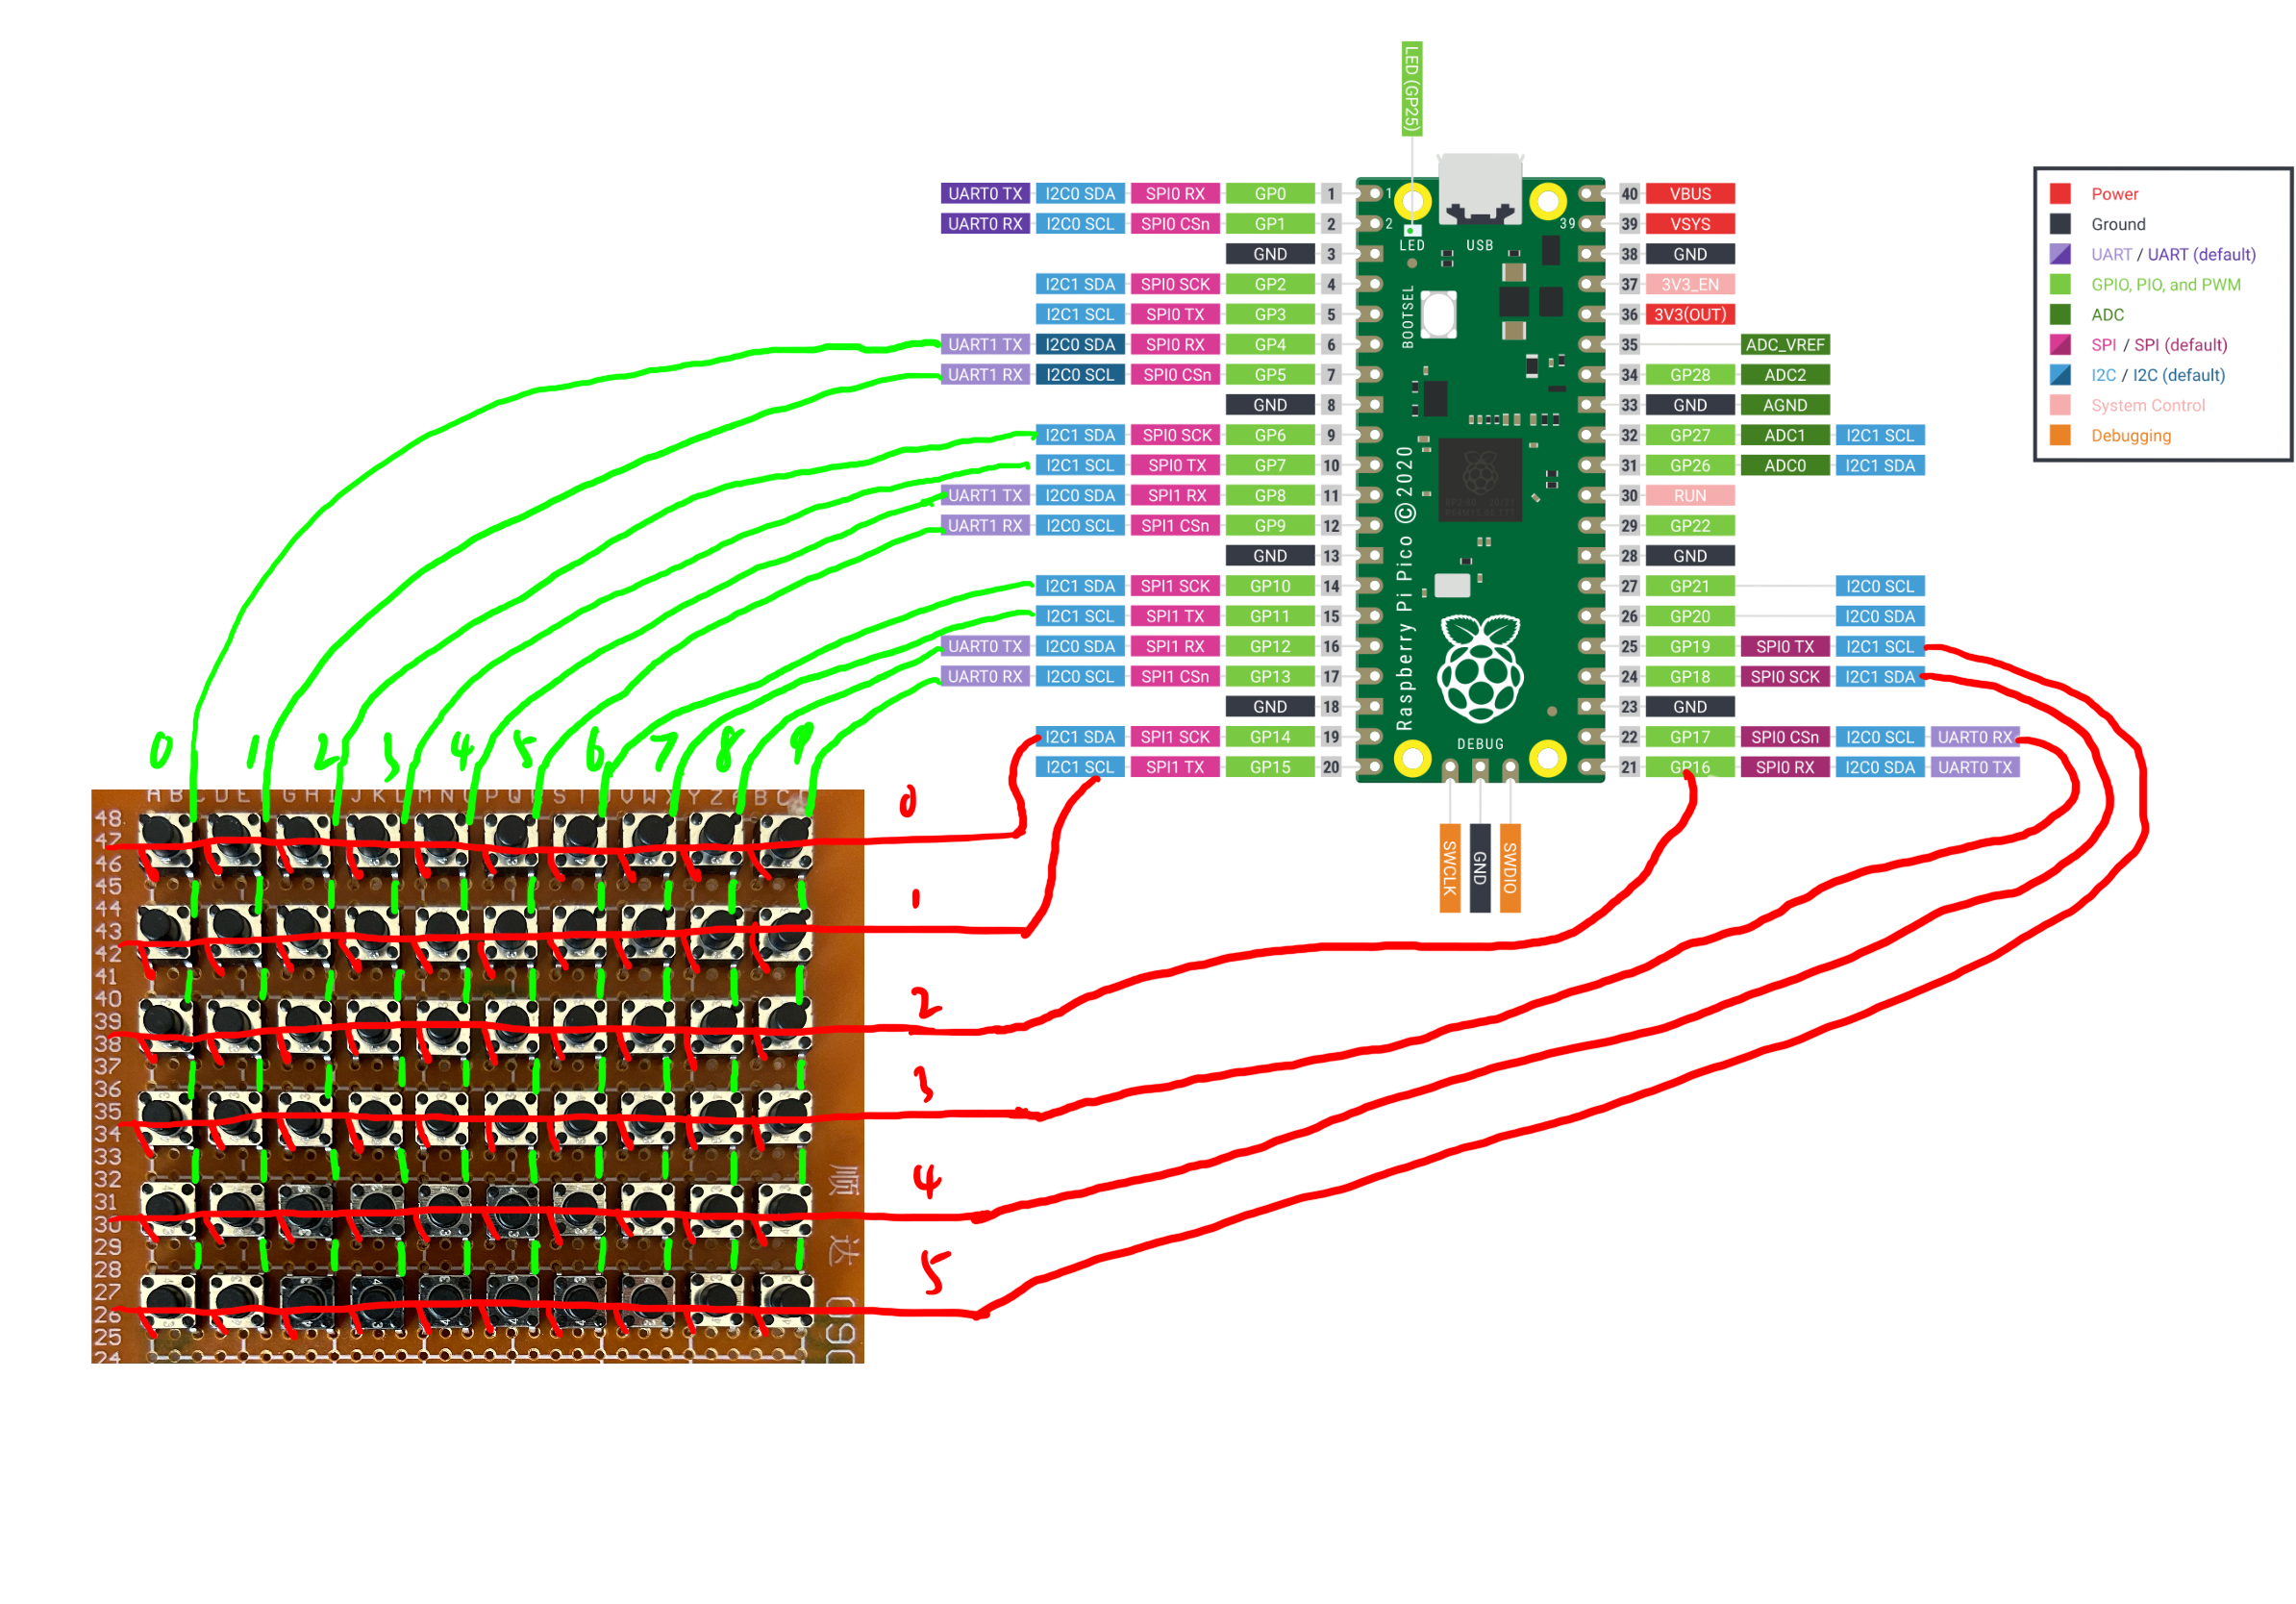 LED (GP25)
UART0 TX I2C0 SDA SPI0 RX GP0 1
UART0 RX I2C0 SCL SPI0 CSn GP1 2
GND 3
I2C1 SDA SPI0 SCK GP2 4
I2C1 SCL SPI0 TX GP3 5
UART1 TX I2C0 SDA SPI0 RX GP4 6
UART1 RX I2C0 SCL SPI0 CSn GP5 7
GND 8
I2C1 SDA SPI0 SCK GP6 9
I2C1 SCL SPI0 TX GP7 10
UART1 TX I2C0 SDA SPI1 RX GP8 11
UART1 RX I2C0 SCL SPI1 CSn GP9 12
GND 13
I2C1 SDA SPI1 SCK GP10 14
I2C1 SCL SPI1 TX GP11 15
UART0 TX I2C0 SDA SPI1 RX GP12 16
UART0 RX I2C0 SCL SPI1 CSn GP13 17
GND 18
I2C1 SDA SPI1 SCK GP14 19
I2C1 SCL SPI1 TX GP15 20
1
2
39
LED
USB
BOOTSEL
Raspberry Pi Pico ©2020
DEBUG
SWCLK
GND
SWDIO
40 VBUS
39 VSYS
38 GND
37 3V3_EN
36 3V3(OUT)
35 ADC_VREF
34 GP28 ADC2
33 GND AGND
32 GP27 ADC1 I2C1 SCL
31 GP26 ADC0 I2C1 SDA
30 RUN
29 GP22
28 GND
27 GP21 I2C0 SCL
26 GP20 I2C0 SDA
25 GP19 SPI0 TX I2C1 SCL
24 GP18 SPI0 SCK I2C1 SDA
23 GND
22 GP17 SPI0 CSn I2C0 SCL UART0 RX
21 GP16 SPI0 RX I2C0 SDA UART0 TX
Power
Ground
UART / UART (default)
GPIO, PIO, and PWM
ADC
SPI / SPI (default)
I2C / I2C (default)
System Control
Debugging
0 1 2 3 4 5 6 7 8 9
A B C D E G H I J K L M N P Q S T V W X Y Z A B C
48
47
46
45
44
43
42
41
40
39
38
37
36
35
34
33
32
31
30
29
28
27
26
25
24
顺
达
090
0
1
2
3
4
5